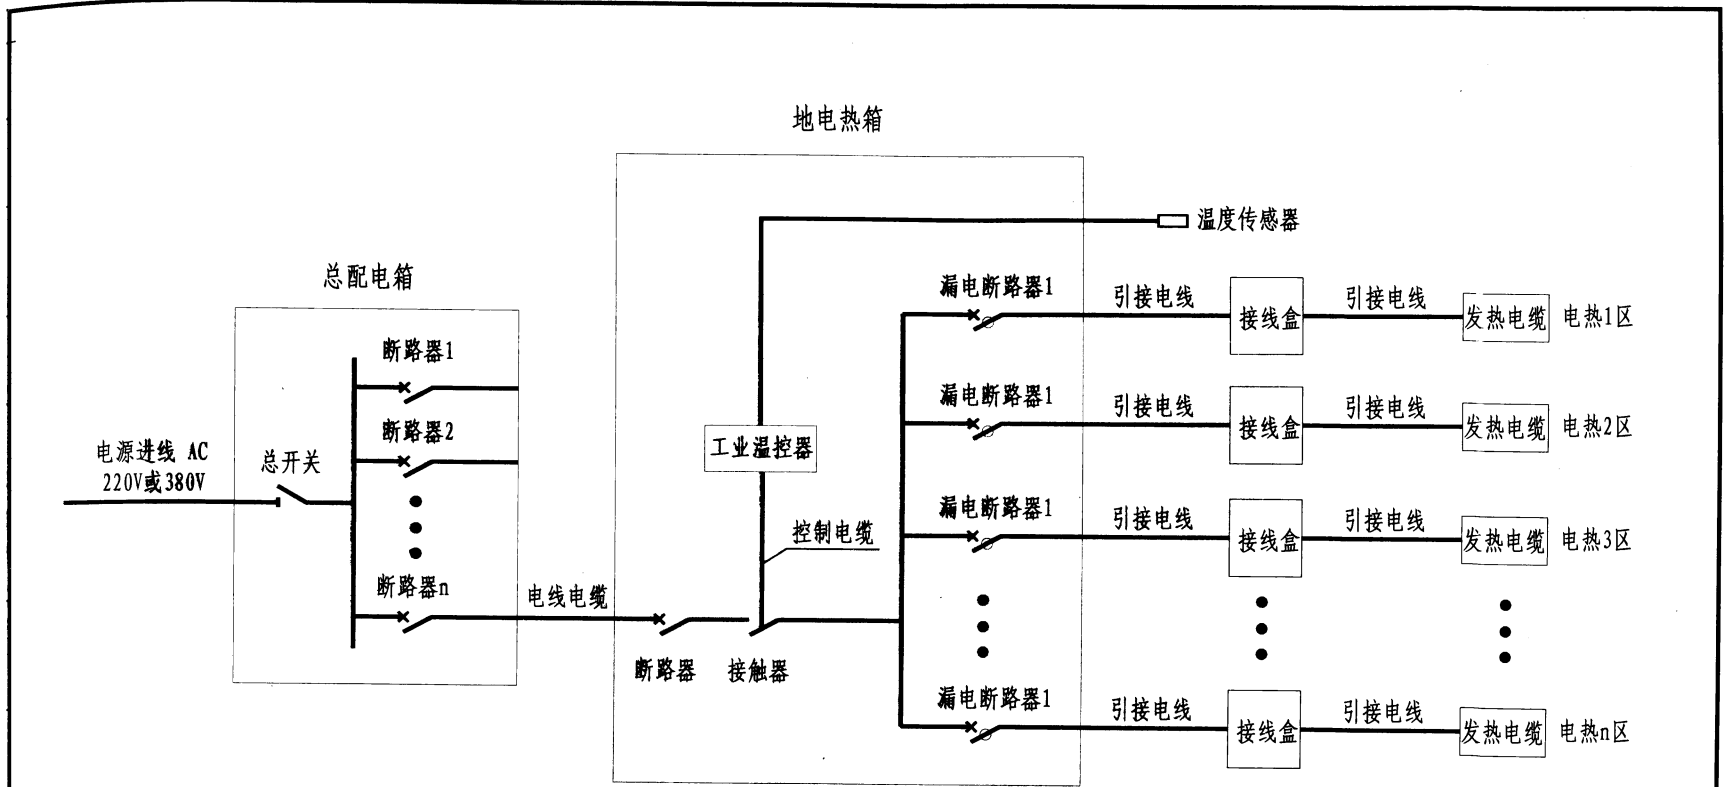 地电热箱
温度传感器
总配电箱
漏电断路器1
引接电线
接线盒
引接电线
发热电缆
电热1区
断路器1
漏电断路器1
引接电线
接线盒
引接电线
发热电缆
电热2区
断路器2
电源进线 AC
220V或380V
总开关
工业温控器
漏电断路器1
引接电线
接线盒
引接电线
发热电缆
电热3区
控制电缆
断路器n
电线电缆
断路器
接触器
漏电断路器1
引接电线
接线盒
引接电线
发热电缆
电热n区